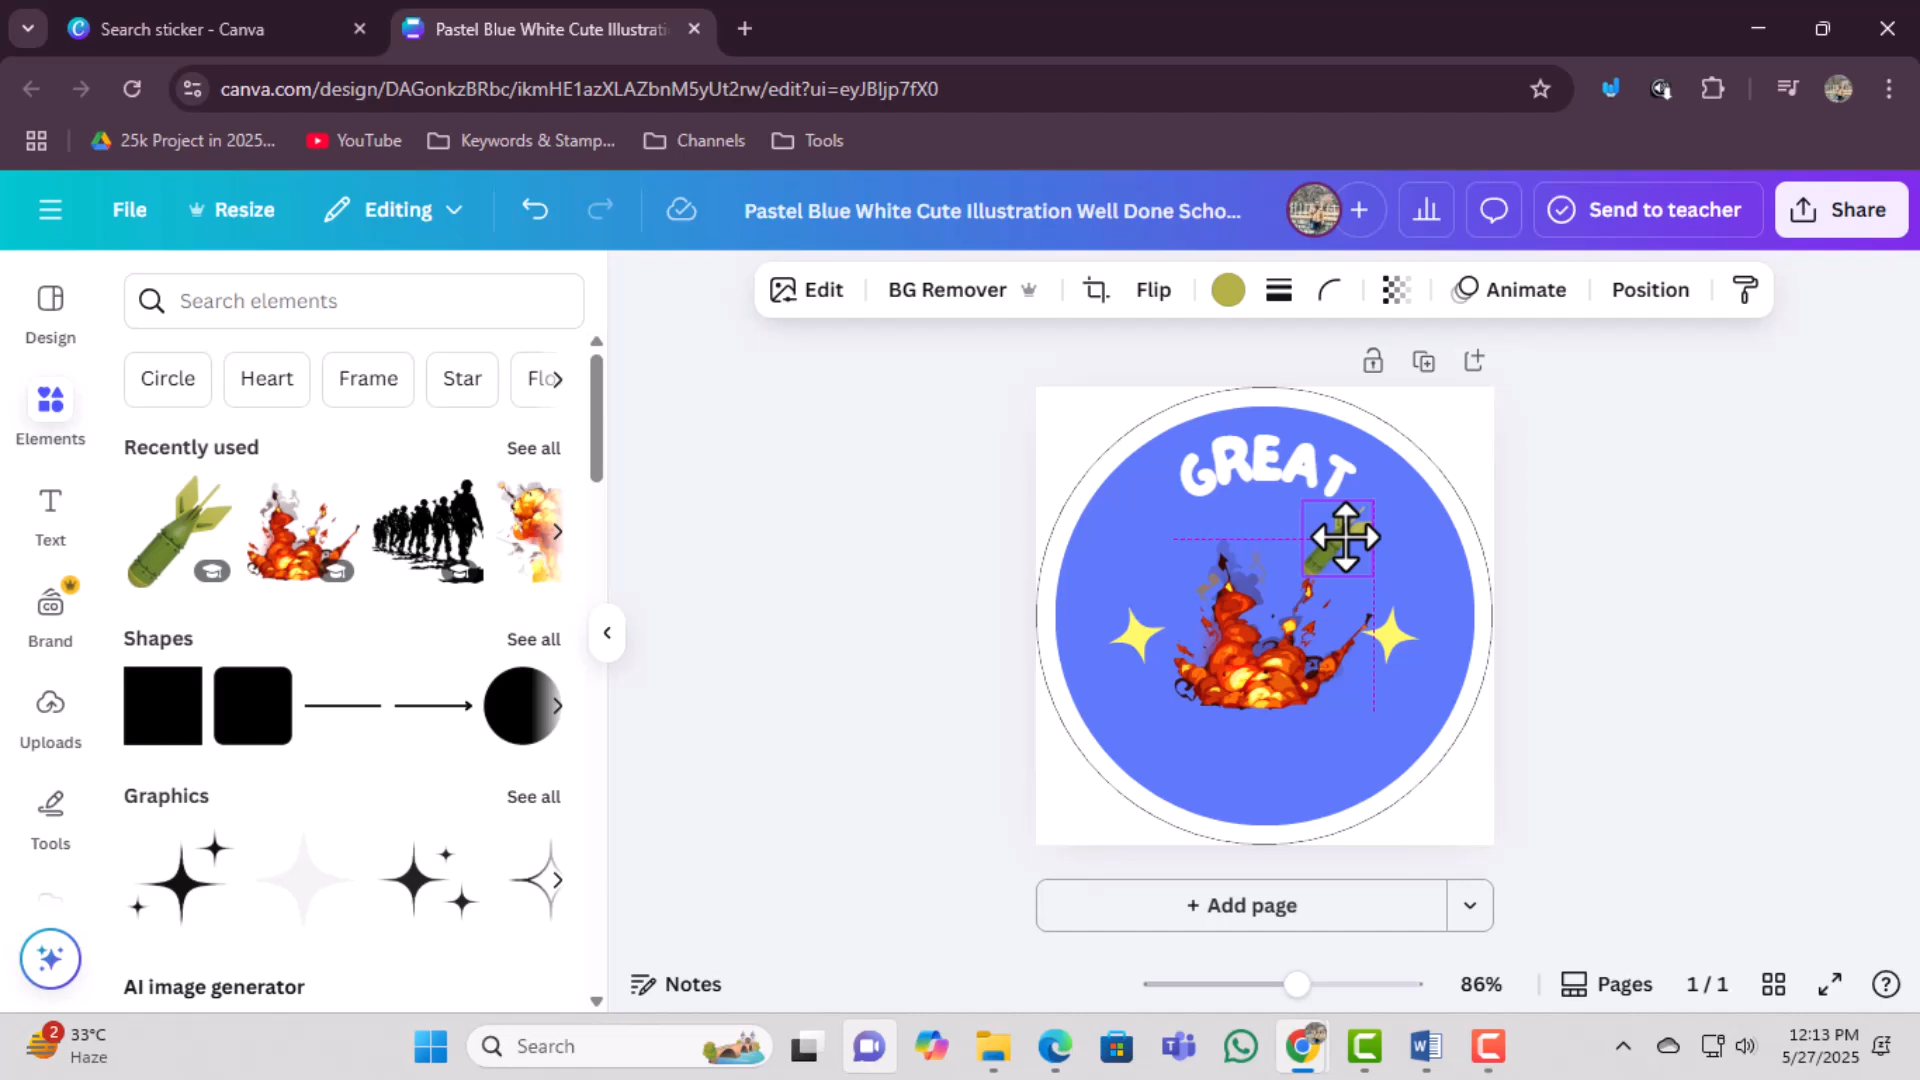 Search sticker - Canva
Pastel Blue White Cute Illustrati
canva.com/design/DAGonkzBRbc/ikmHE1azXLAZbnM5yUt2rw/edit?ui=eyJBIjp7fX0
25k Project in 2025...
YouTube
Keywords & Stamp...
Channels
Tools
File
Resize
Editing
Pastel Blue White Cute Illustration Well Done Scho...
Send to teacher
Share
Design
Elements
Text
Brand
Uploads
Tools
Search elements
Circle
Heart
Frame
Star
Flo
Recently used
See all
Shapes
See all
Graphics
See all
AI image generator
Edit
BG Remover
Flip
Animate
Position
GREAT
+ Add page
Notes
86%
Pages
1 / 1
2
33°C
Haze
Search
12:13 PM
5/27/2025